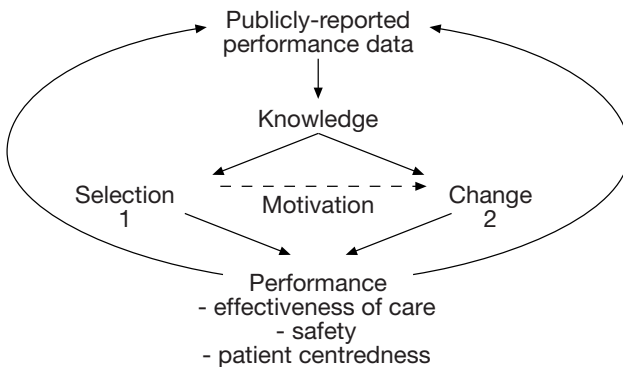 Publicly-reported
performance data
Knowledge
Selection
1
Motivation
Change
2
Performance
- effectiveness of care
- safety
- patient centredness